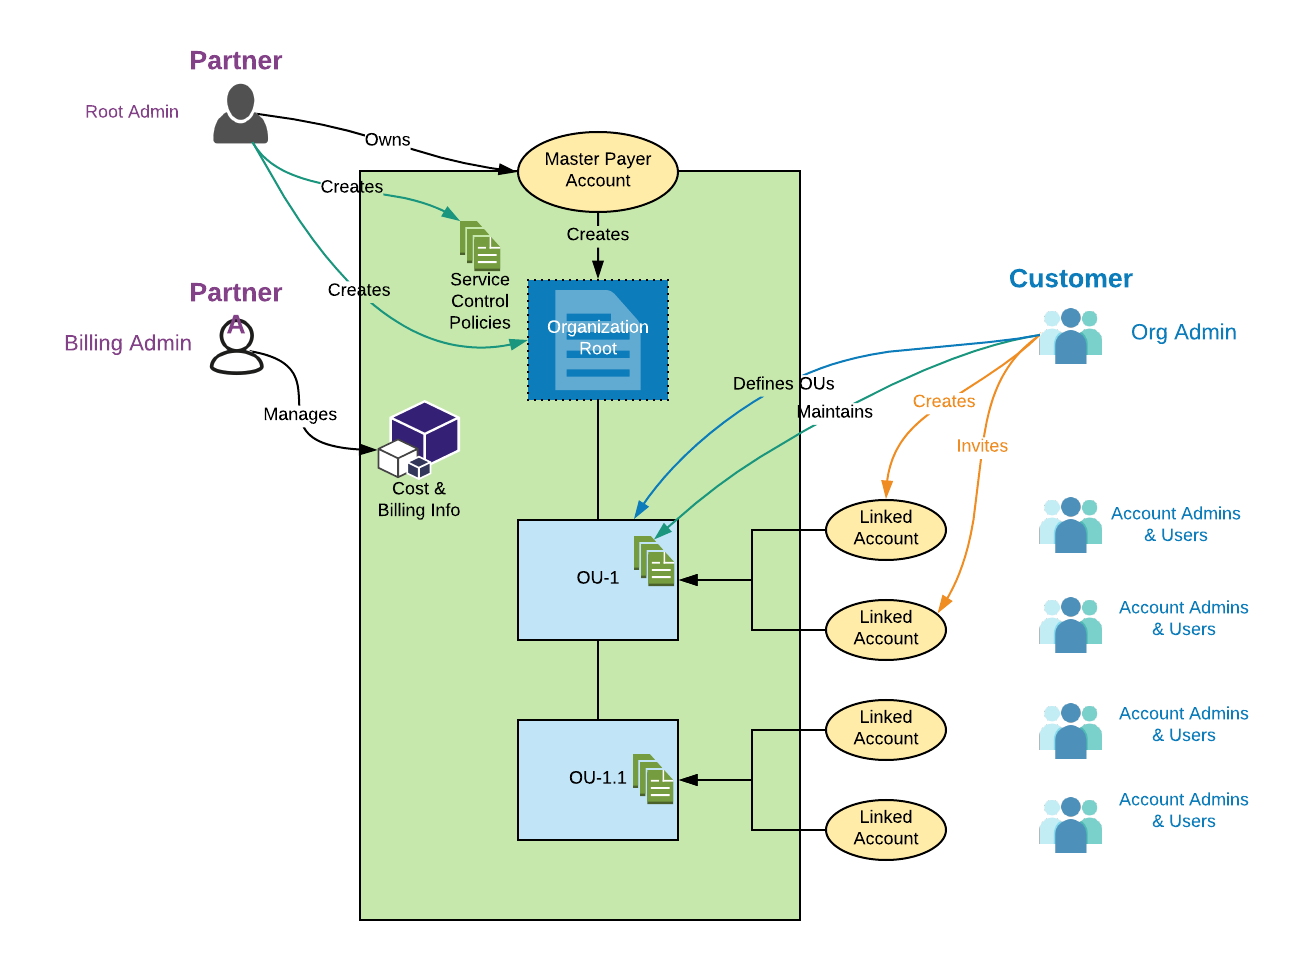 Partner
Root Admin
Owns
Master Payer
Account
Creates
Creates
Service
Control
Policies
Creates
Organization
Root
Partner
A
Billing Admin
Manages
Cost &
Billing Info
Customer
Org Admin
Defines OUs
Maintains
Creates
Invites
OU-1
OU-1.1
Linked
Account
Account Admins
& Users
Linked
Account
Account Admins
& Users
Linked
Account
Account Admins
& Users
Linked
Account
Account Admins
& Users